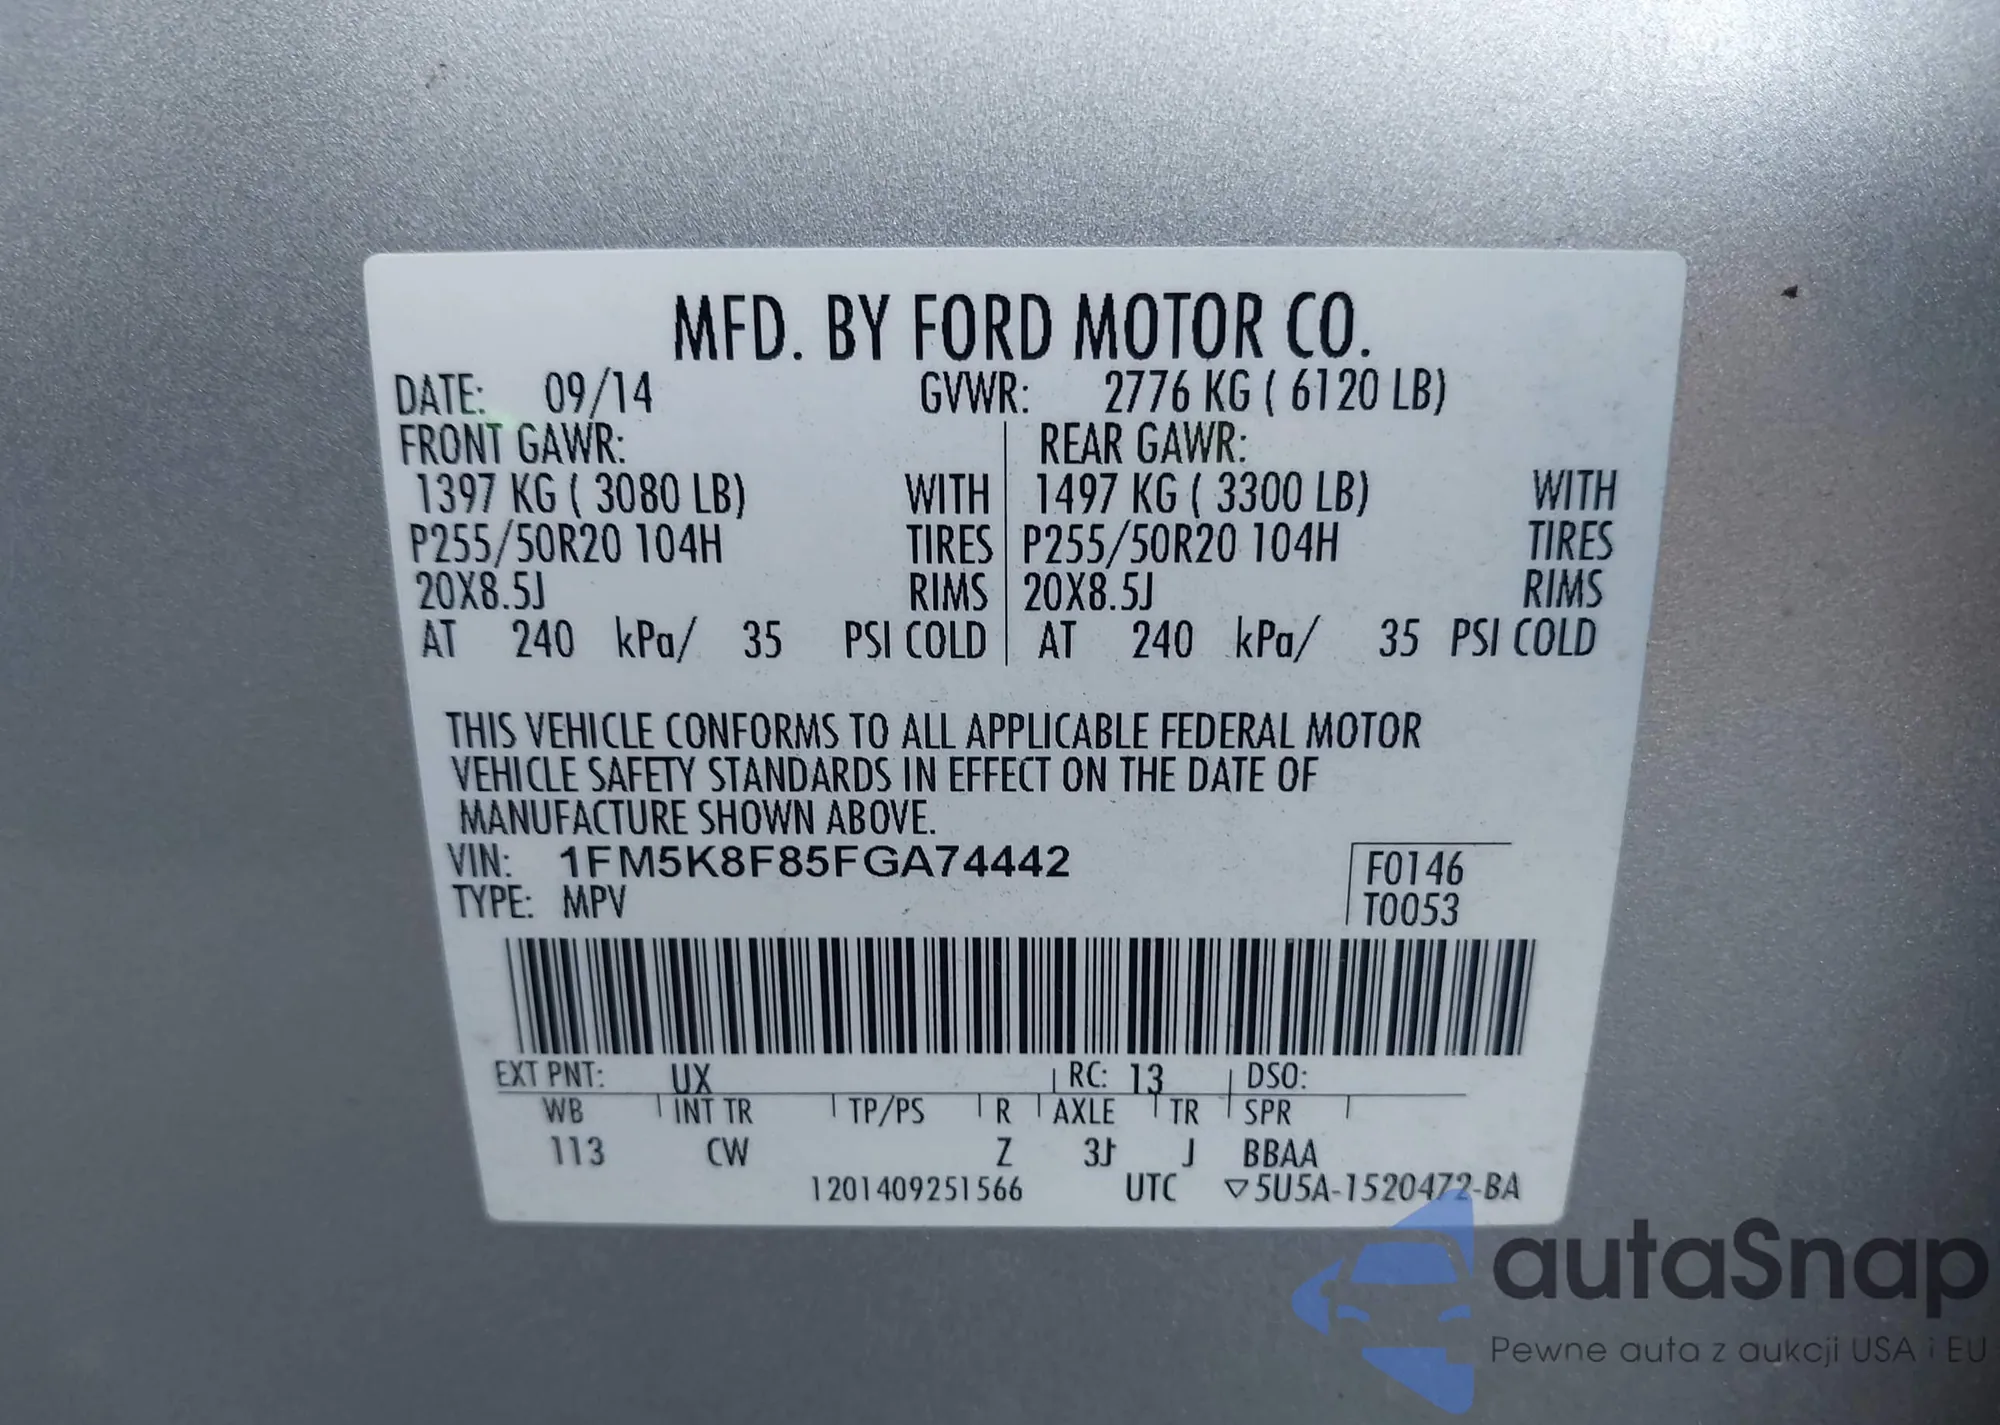 MFD. BY FORD MOTOR CO.
DATE: 09/14 GVWR: 2776 KG ( 6120 LB)
FRONT GAWR: REAR GAWR:
1397 KG ( 3080 LB) WITH 1497 KG ( 3300 LB) WITH
P255/50R20 104H TIRES P255/50R20 104H TIRES
20X8.5J RIMS 20X8.5J RIMS
AT 240 kPa/ 35 PSI COLD AT 240 kPa/ 35 PSI COLD
THIS VEHICLE CONFORMS TO ALL APPLICABLE FEDERAL MOTOR
VEHICLE SAFETY STANDARDS IN EFFECT ON THE DATE OF
MANUFACTURE SHOWN ABOVE.
VIN: 1FM5K8F85FGA74442 F0146
TYPE: MPV T0053
EXT PNT: UX RC: 13 DSO:
WB INT TR TP/PS R AXLE TR SPR
113 CW Z J BBAA
1201409251566 UTC ▽5U5A-1520472-BA
autaSnap
Pewne auta z aukcji USA i EU